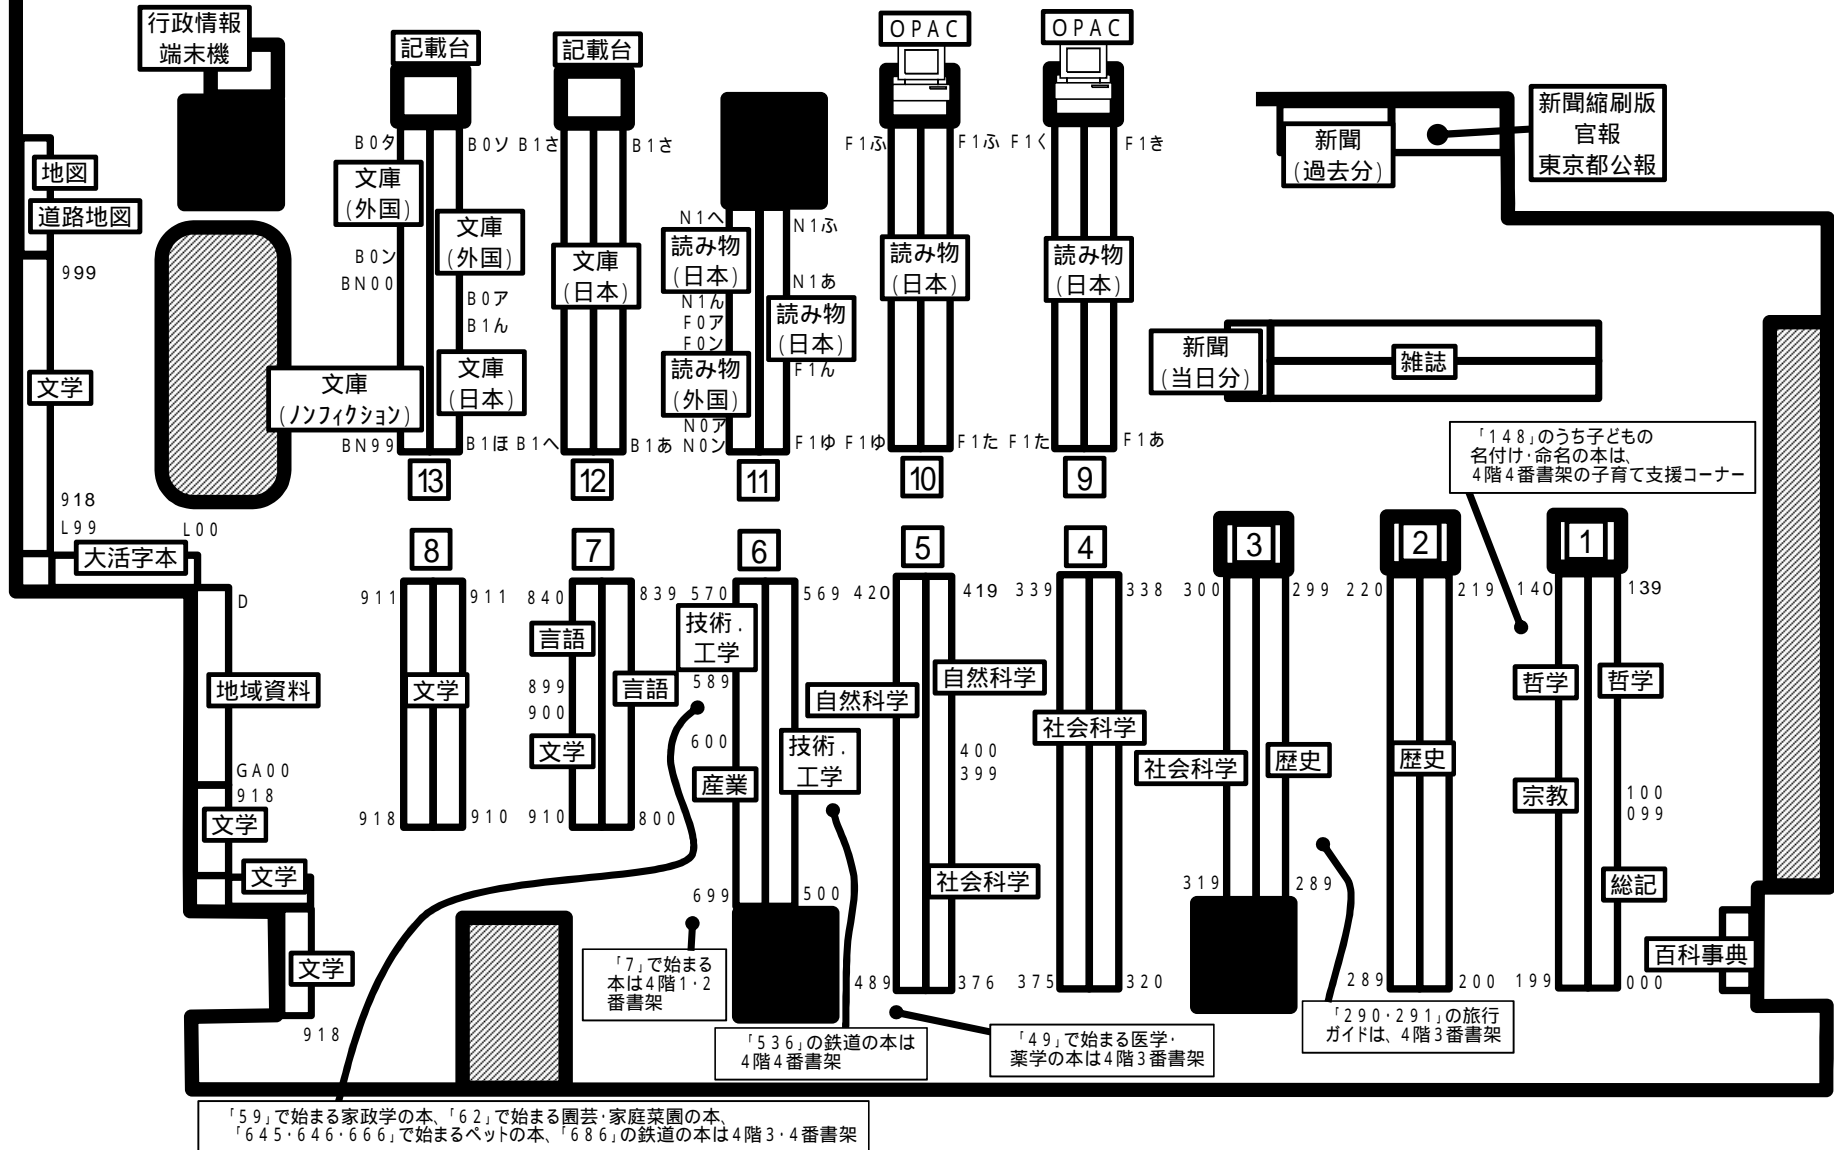 行政情報
端末機
記載台
記載台
OPAC
OPAC
新聞
(過去分)
新聞縮刷版
官報
東京都公報
地図
道路地図
999
文学
918
L99
L00
大活字本
B0タ
B0ソ
文庫
(外国)
文庫
(外国)
B0ン
BN00
B0ア
B1ん
文庫
(ノンフィクション)
文庫
(日本)
BN99
B1ほ
13
B1さ
B1さ
文庫
(日本)
B1へ
B1あ
12
N1へ
N1ふ
読み物
(日本)
N1あ
N1ん
F0ア
F0ン
読み物
(日本)
読み物
(外国)
F1ん
N0ア
N0ン
F1ゆ
11
F1ふ
F1ふ
読み物
(日本)
F1ゆ
F1た
10
F1く
F1き
読み物
(日本)
F1た
F1あ
9
新聞
(当日分)
雑誌
「148」のうち子どもの
名付け・命名の本は、
4階4番書架の子育て支援コーナー
8
911
911
文学
918
910
7
840
839
言語
言語
899
900
文学
910
800
6
570
569
技術.
工学
589
600
技術.
工学
産業
699
500
5
420
419
自然科学
自然科学
400
399
社会科学
489
376
4
339
338
社会科学
375
320
3
300
299
社会科学
歴史
319
289
2
220
219
歴史
289
200
1
140
139
哲学
哲学
宗教
100
099
総記
199
000
百科事典
D
地域資料
GA00
918
文学
文学
文学
918
「7」で始まる
本は4階1・2
番書架
「536」の鉄道の本は
4階4番書架
「49」で始まる医学・
薬学の本は4階3番書架
「290・291」の旅行
ガイドは、4階3番書架
「59」で始まる家政学の本、「62」で始まる園芸・家庭菜園の本、
「645・646・666」で始まるペットの本、「686」の鉄道の本は4階3・4番書架